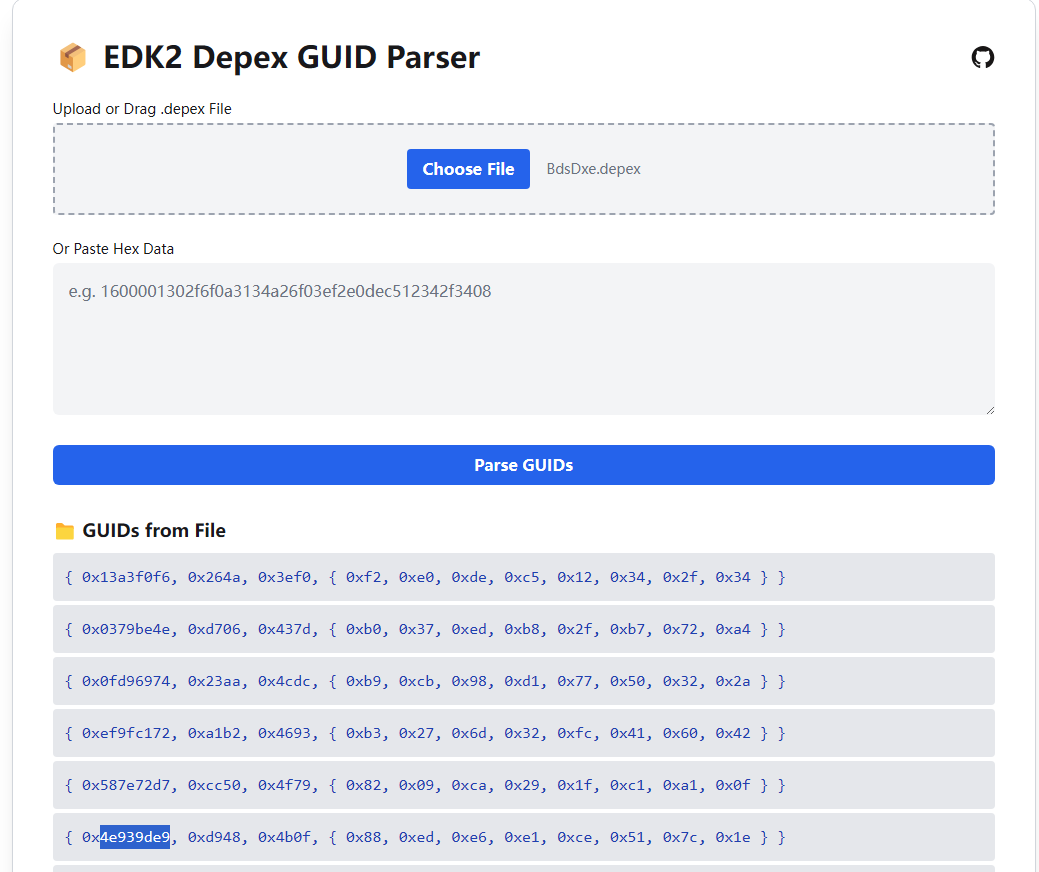 EDK2 Depex GUID Parser
Upload or Drag .depex File
Choose File BdsDxe.depex
Or Paste Hex Data
e.g. 1600001302f6f0a3134a26f03ef2e0dec512342f3408
Parse GUIDs
GUIDs from File
{ 0x13a3f0f6, 0x264a, 0x3ef0, { 0xf2, 0xe0, 0xde, 0xc5, 0x12, 0x34, 0x2f, 0x34 } }
{ 0x0379be4e, 0xd706, 0x437d, { 0xb0, 0x37, 0xed, 0xb8, 0x2f, 0xb7, 0x72, 0xa4 } }
{ 0x0fd96974, 0x23aa, 0x4cdc, { 0xb9, 0xcb, 0x98, 0xd1, 0x77, 0x50, 0x32, 0x2a } }
{ 0xef9fc172, 0xa1b2, 0x4693, { 0xb3, 0x27, 0x6d, 0x32, 0xfc, 0x41, 0x60, 0x42 } }
{ 0x587e72d7, 0xcc50, 0x4f79, { 0x82, 0x09, 0xca, 0x29, 0x1f, 0xc1, 0xa1, 0x0f } }
{ 0x4e939de9, 0xd948, 0x4b0f, { 0x88, 0xed, 0xe6, 0xe1, 0xce, 0x51, 0x7c, 0x1e } }